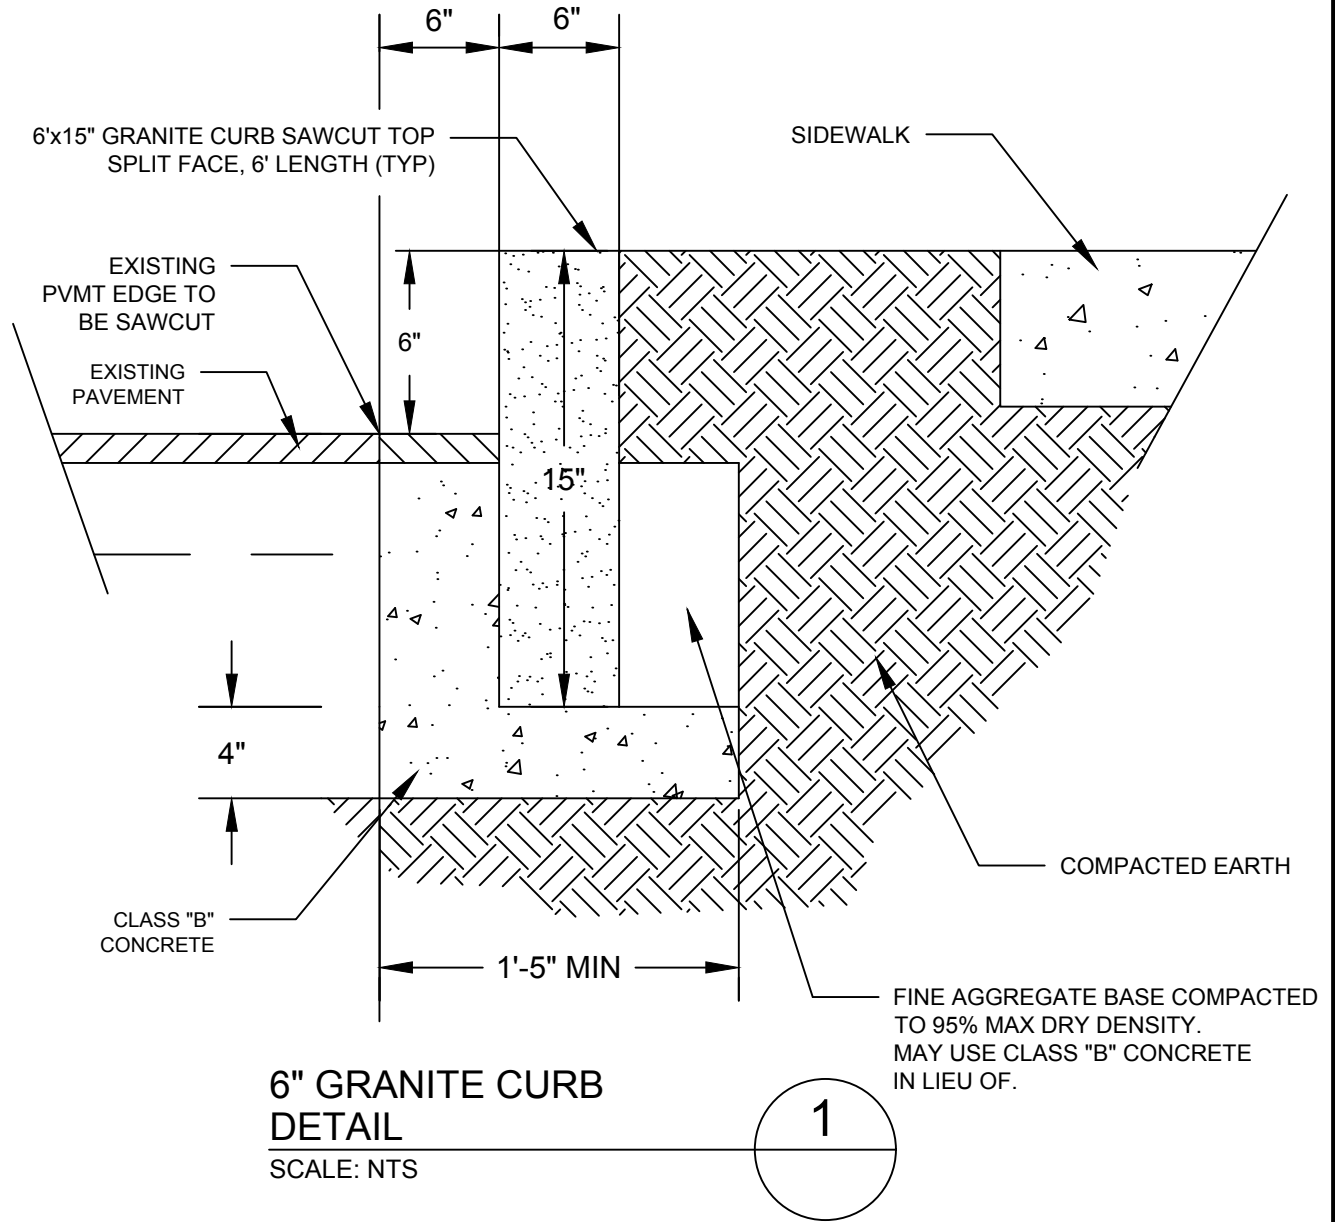 6"
6"
6'x15" GRANITE CURB SAWCUT TOP
SPLIT FACE, 6' LENGTH (TYP)
SIDEWALK
EXISTING
PVMT EDGE TO
BE SAWCUT
6"
EXISTING
PAVEMENT
15"
4"
COMPACTED EARTH
CLASS "B"
CONCRETE
1'-5" MIN
FINE AGGREGATE BASE COMPACTED
TO 95% MAX DRY DENSITY.
MAY USE CLASS "B" CONCRETE
IN LIEU OF.
6" GRANITE CURB
DETAIL
1
SCALE: NTS